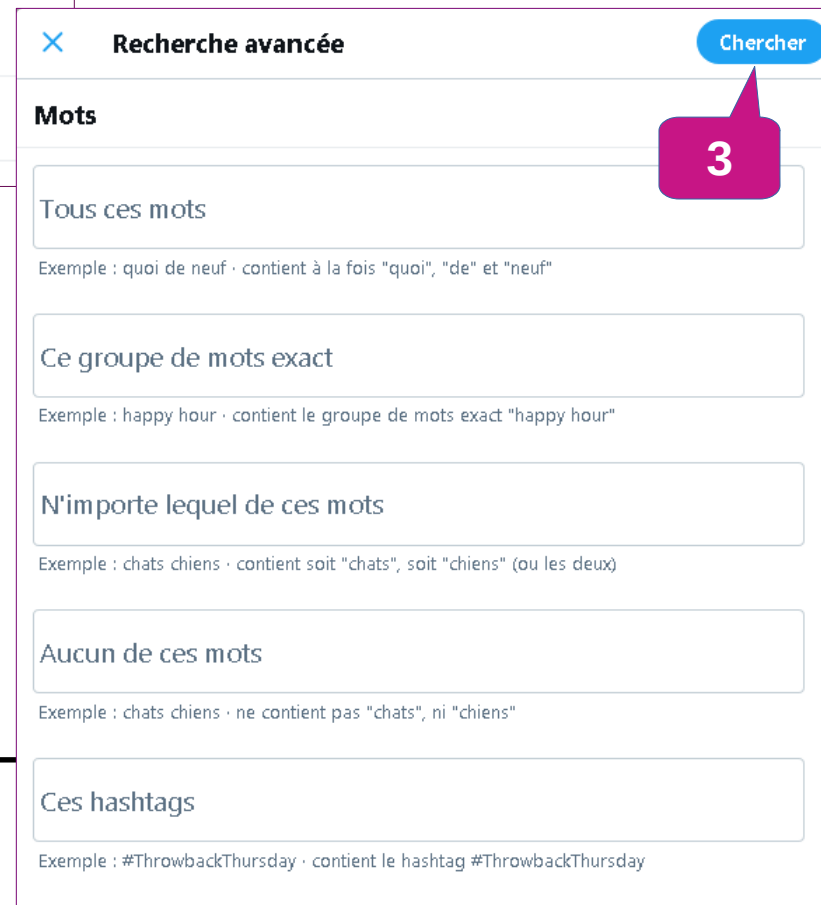 Recherche avancée
Chercher
3
Mots
Tous ces mots
Exemple : quoi de neuf · contient à la fois "quoi", "de" et "neuf"
Ce groupe de mots exact
Exemple : happy hour · contient le groupe de mots exact "happy hour"
N'importe lequel de ces mots
Exemple : chats chiens · contient soit "chats", soit "chiens" (ou les deux)
Aucun de ces mots
Exemple : chats chiens · ne contient pas "chats", ni "chiens"
Ces hashtags
Exemple : #ThrowbackThursday · contient le hashtag #ThrowbackThursday